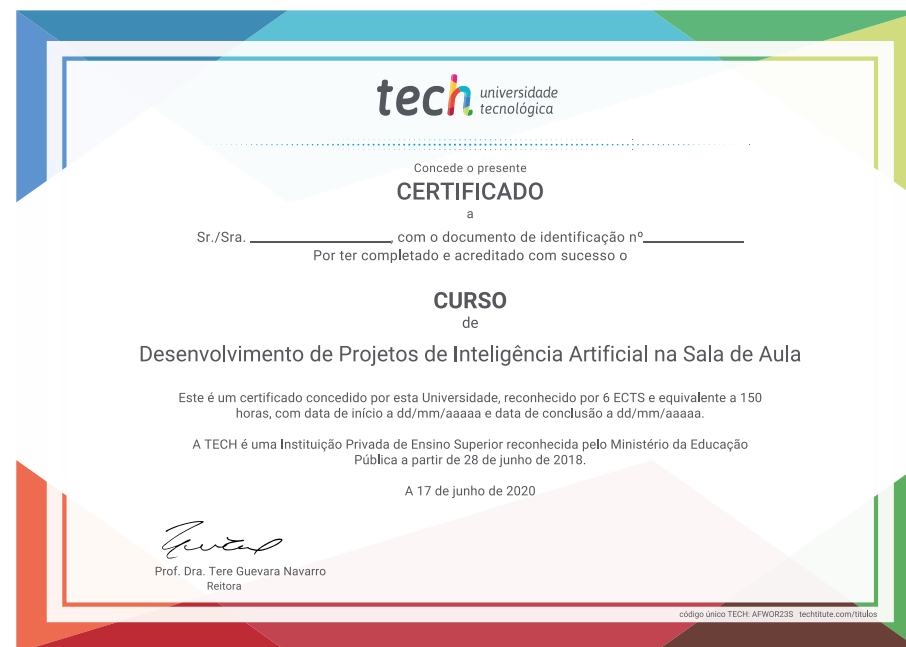 tech universidade
tecnológica
Concede o presente
CERTIFICADO
a
Sr./Sra. ____________________, com o documento de identificação nº______________
Por ter completado e acreditado com sucesso o
CURSO
de
Desenvolvimento de Projetos de Inteligência Artificial na Sala de Aula
Este é um certificado concedido por esta Universidade, reconhecido por 6 ECTS e equivalente a 150
horas, com data de início a dd/mm/aaaaa e data de conclusão a dd/mm/aaaaa.
A TECH é uma Instituição Privada de Ensino Superior reconhecida pelo Ministério da Educação
Pública a partir de 28 de junho de 2018.
A 17 de junho de 2020
Prof. Dra. Tere Guevara Navarro
Reitora
código único TECH: AFWOR23S techtitute.com/titulos